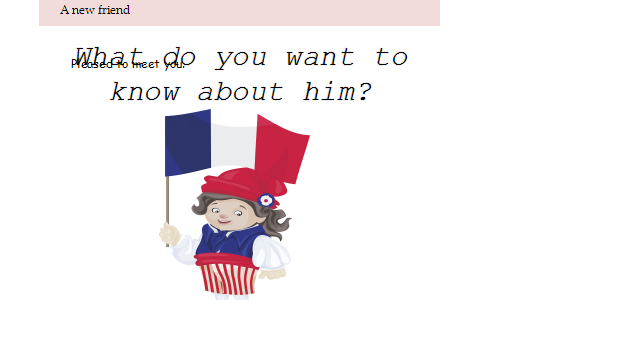 A new friend
What do you want to
Pleased to meet you.
know about him?